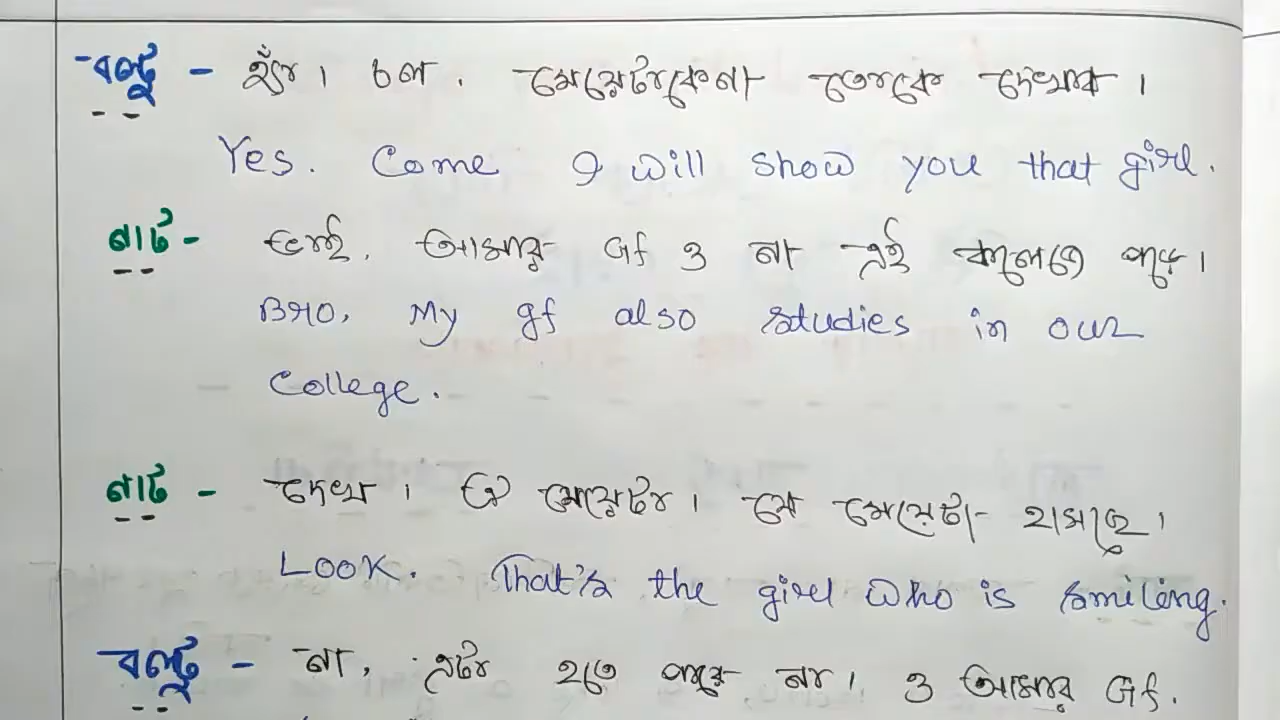 বল্টু - হ্যাঁ। চল. মেয়েটাকে তোকে দেখাব।
Yes. Come I will show you that girl.
লাট - ভাই, আমার Gf ও না এই কলেজে পড়ে।
Bro, My gf also studies in our
College.
লাট - দেখ। ঐ মেয়েটা। যে মেয়েটা হাসছে।
Look. That's the girl who is smiling.
বল্টু - না, এটা হতে পারে না। ও আমার Gf.